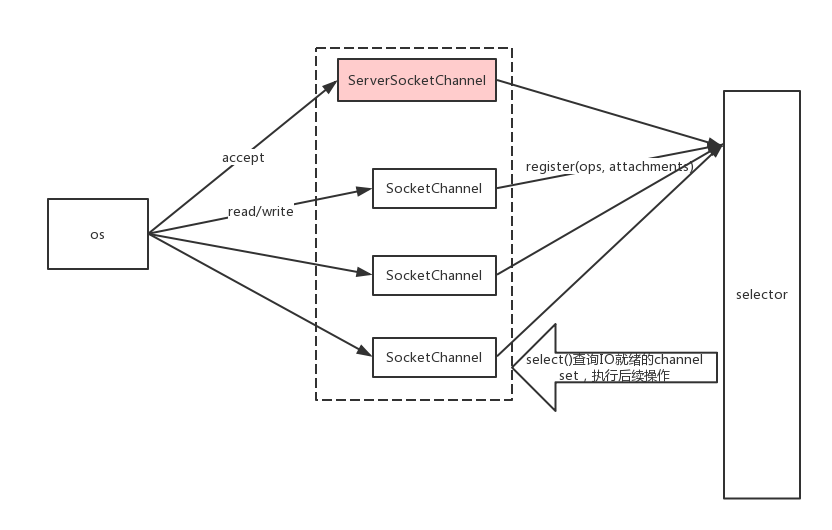 ServerSocketChannel
accept
register(ops, attachments)
SocketChannel
read/write
os
SocketChannel
selector
SocketChannel
select()查询IO就绪的channel
set，执行后续操作